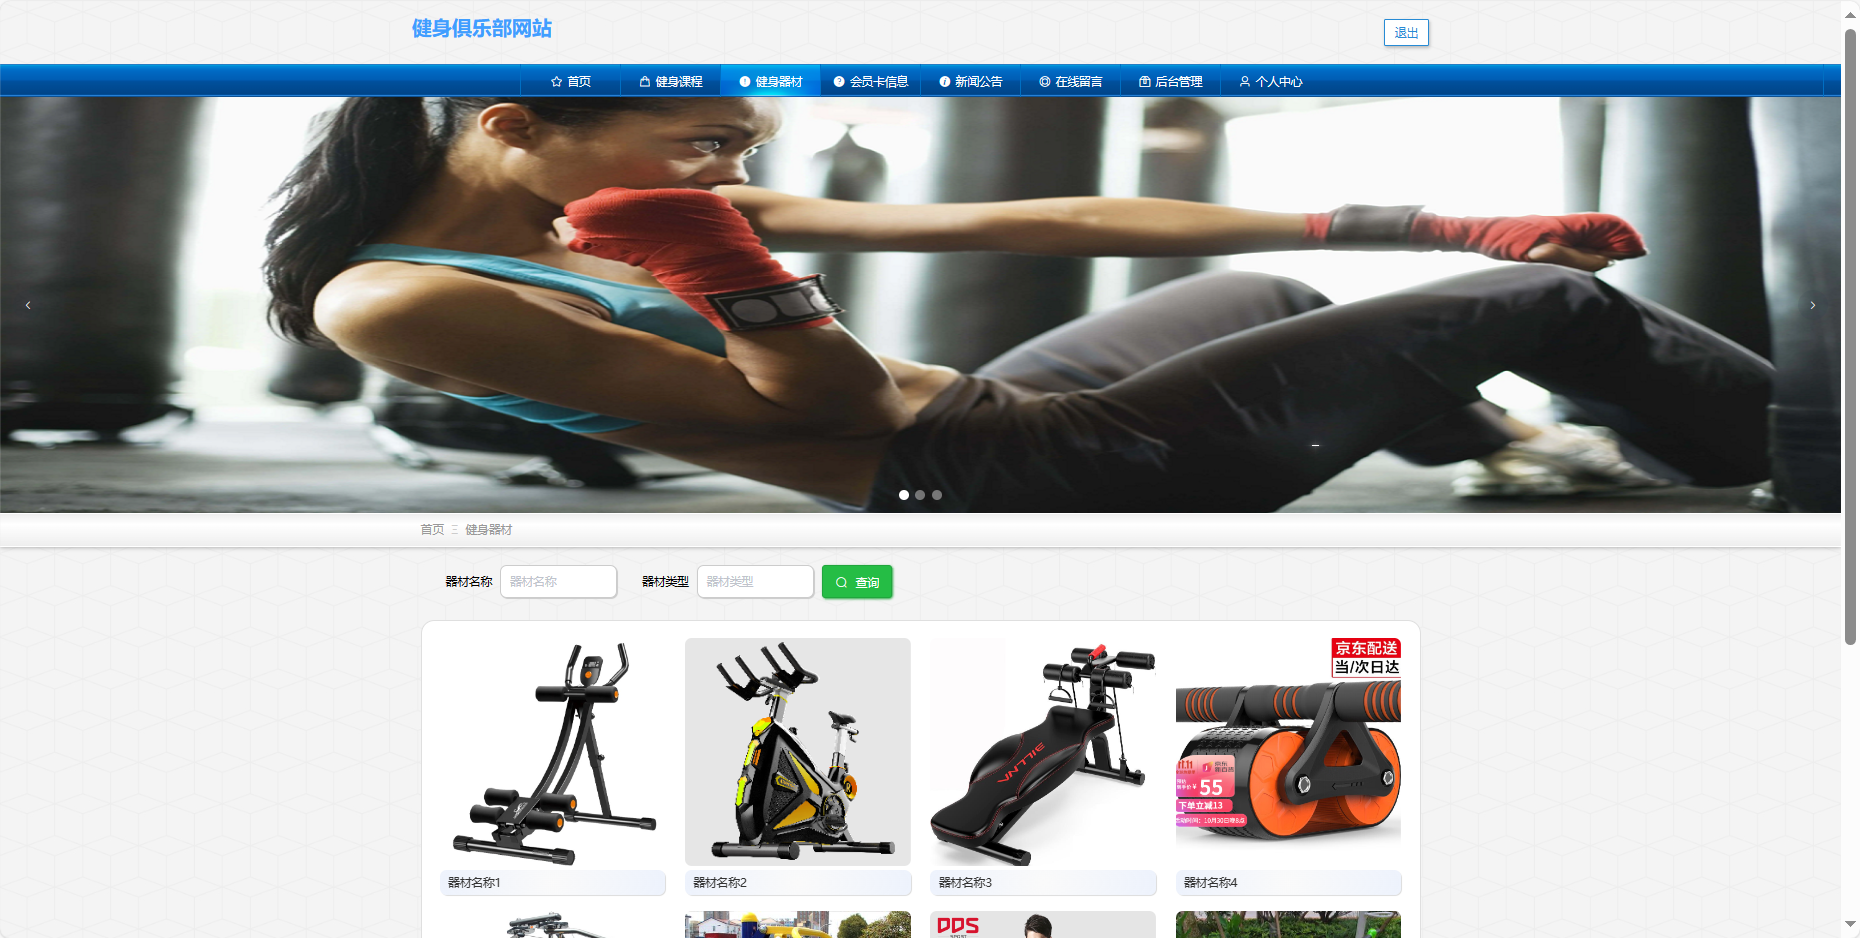 健身俱乐部网站
退出
首页
健身课程
健身器材
会员卡信息
新闻公告
在线留言
后台管理
个人中心
首页
健身器材
器材名称
器材名称
器材类型
器材类型
查询
京东配送
当/次日达
VNTTIE
11.11
55
下单立减13
器材名称1
器材名称2
器材名称3
器材名称4
DDS